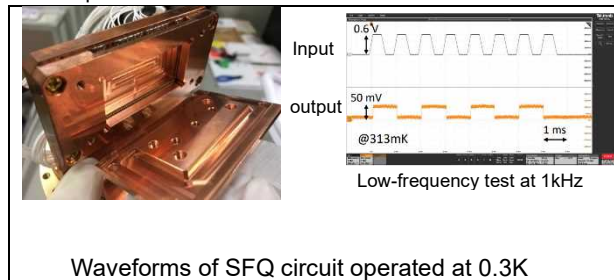 Input
0.6 V
output
50 mV
@313mK
1 ms
Low-frequency test at 1kHz
Waveforms of SFQ circuit operated at 0.3K